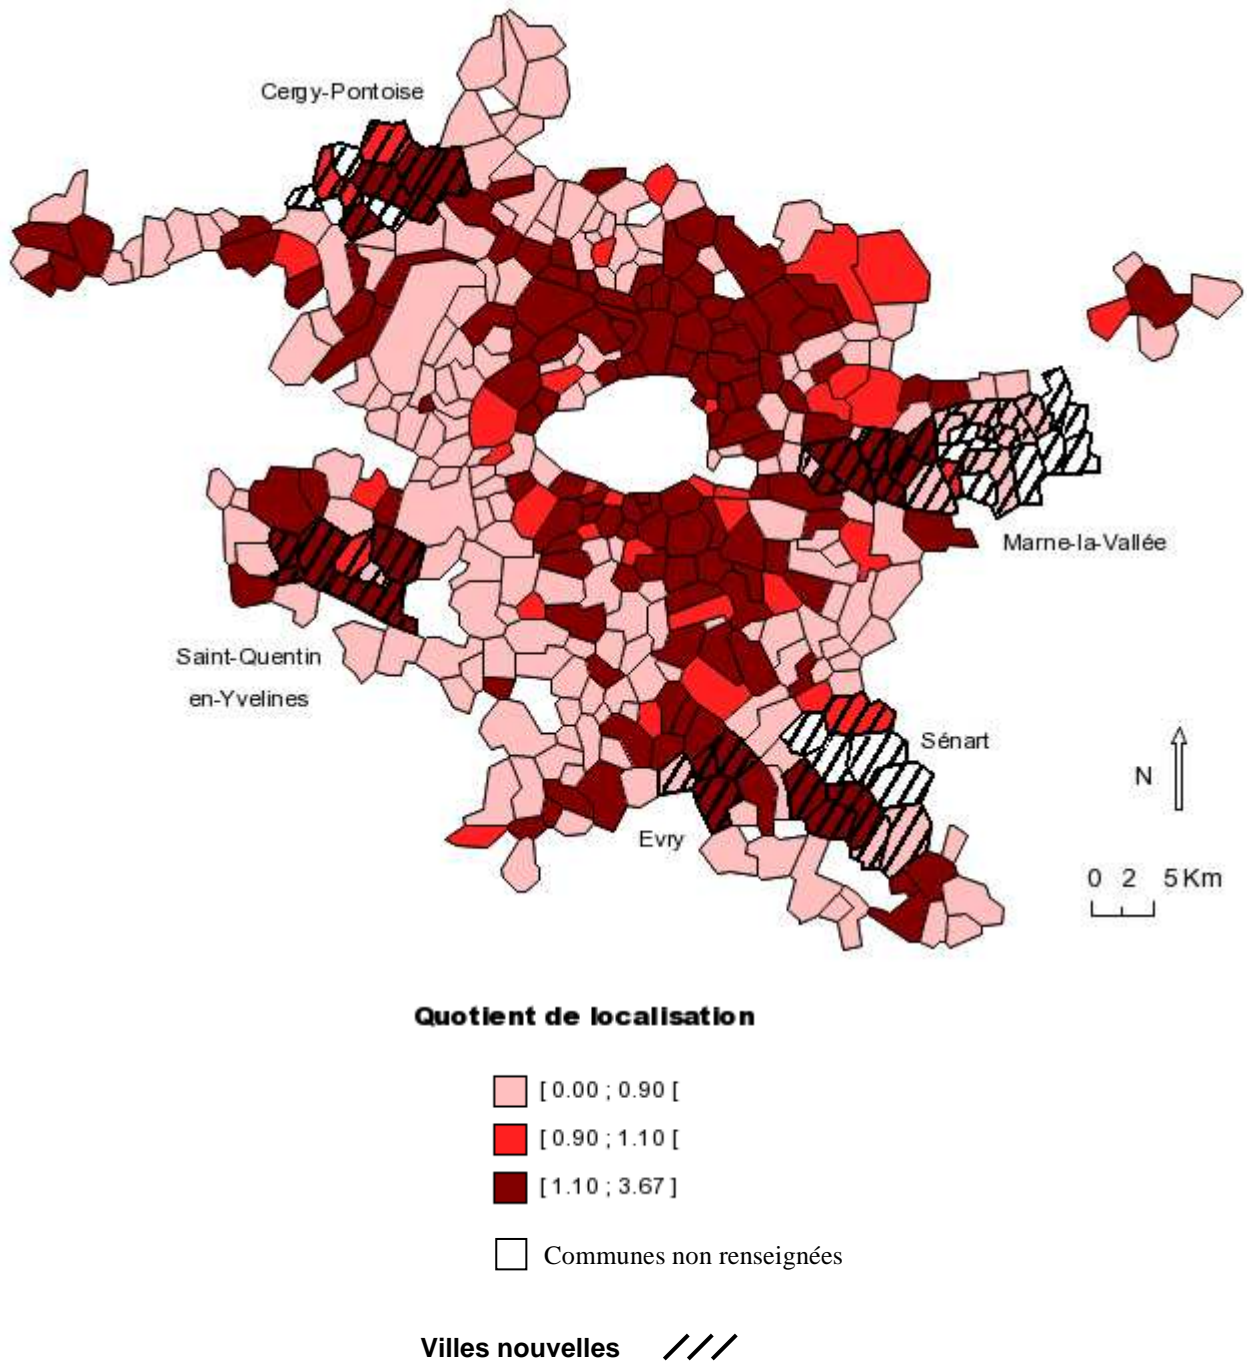 Cergy-Pontoise
Marne-la-Vallée
Saint-Quentin
en-Yvelines
Sénart
N
Evry
0 2 5 Km
Quotient de localisation
[ 0.00 ; 0.90 [
[ 0.90 ; 1.10 [
[ 1.10 ; 3.67 ]
Communes non renseignées
Villes nouvelles